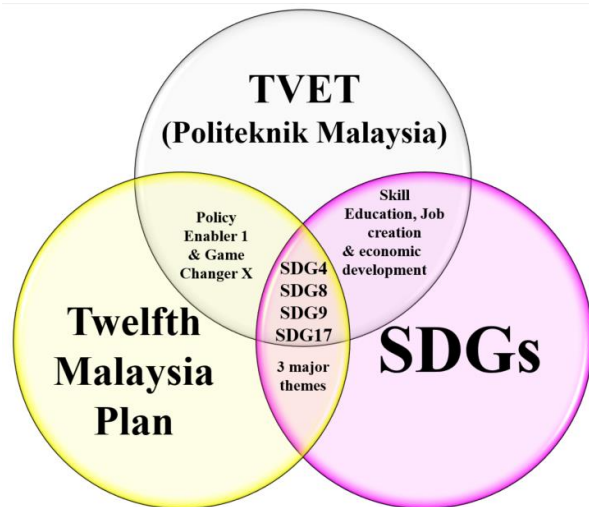 TVET
(Politeknik Malaysia)
Policy
Enabler 1
& Game
Changer X
Skill
Education, Job
creation
& economic
development
SDG4
SDG8
SDG9
SDG17
3 major
themes
Twelfth
Malaysia
Plan
SDGs